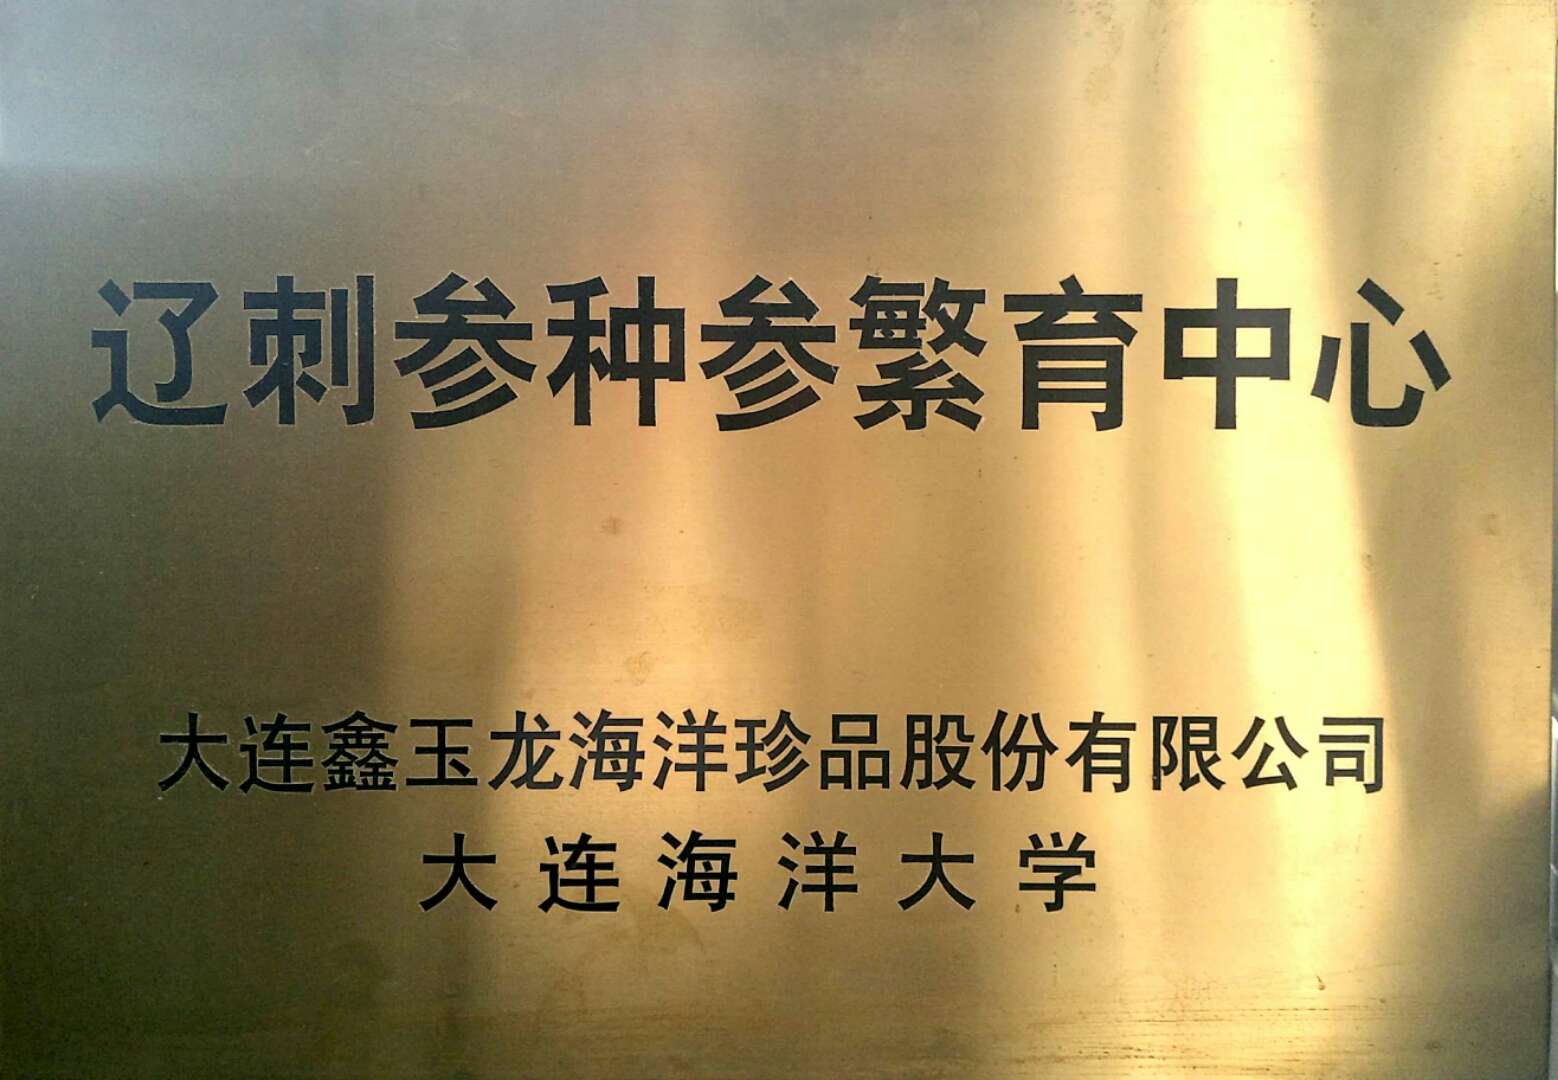 辽刺参种参繁育中心
大连鑫玉龙海洋珍品股份有限公司
大连海洋大学